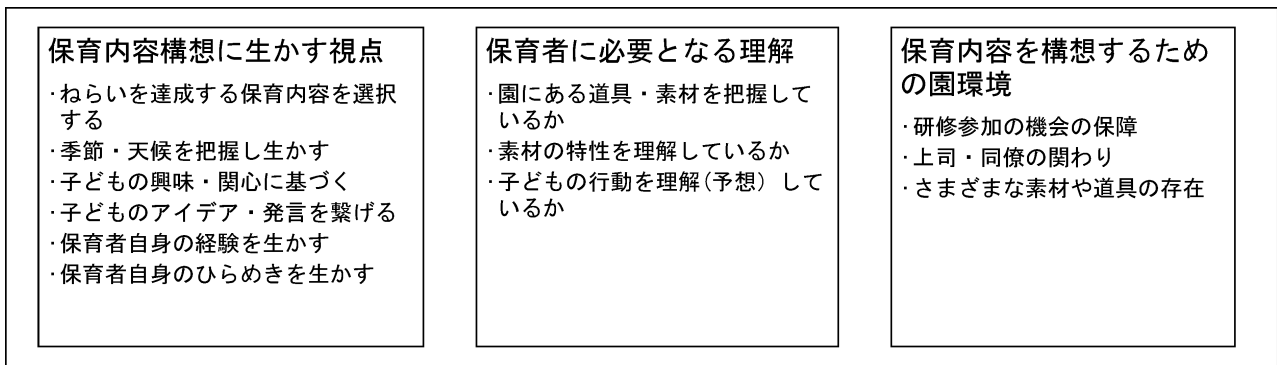 保育内容構想に生かす視点
・ねらいを達成する保育内容を選択
する
・季節・天候を把握し生かす
・子どもの興味・関心に基づく
・子どものアイデア・発言を繋げる
・保育者自身の経験を生かす
・保育者自身のひらめきを生かす
保育者に必要となる理解
・園にある道具・素材を把握して
いるか
・素材の特性を理解しているか
・子どもの行動を理解(予想)して
いるか
保育内容を構想するため
の園環境
・研修参加の機会の保障
・上司・同僚の関わり
・さまざまな素材や道具の存在